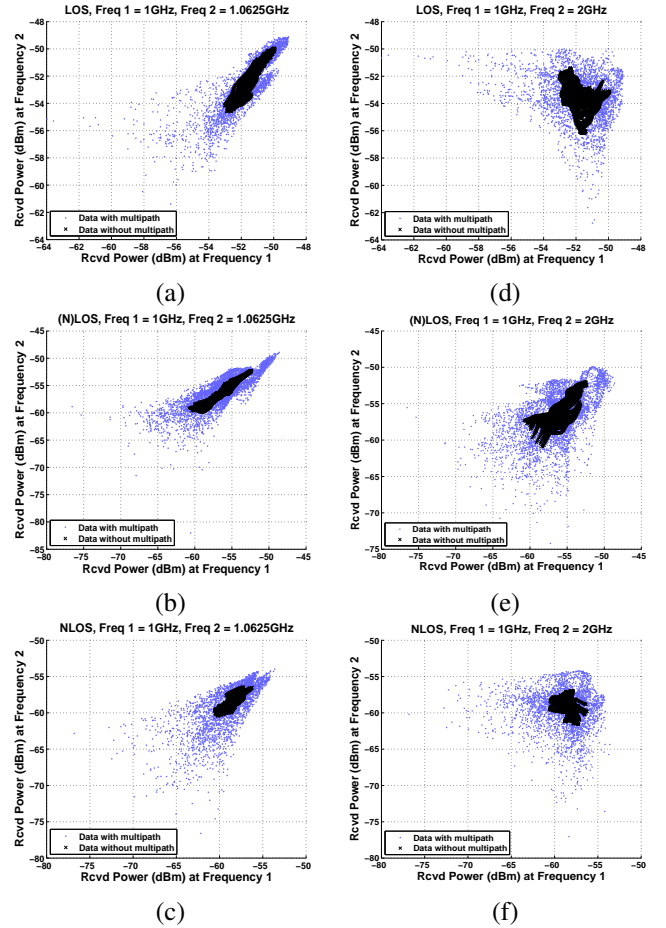 LOS, Freq 1 = 1GHz, Freq 2 = 1.0625GHz
Rcvd Power (dBm) at Frequency 2
−48
−50
−52
−54
−56
−58
−60
−62
−64
Data with multipath
Data without multipath
−64 −62 −60 −58 −56 −54 −52 −50 −48
Rcvd Power (dBm) at Frequency 1
(a)
LOS, Freq 1 = 1GHz, Freq 2 = 2GHz
Rcvd Power (dBm) at Frequency 2
−48
−50
−52
−54
−56
−58
−60
−62
−64
Data with multipath
Data without multipath
−64 −62 −60 −58 −56 −54 −52 −50 −48
Rcvd Power (dBm) at Frequency 1
(d)
(N)LOS, Freq 1 = 1GHz, Freq 2 = 1.0625GHz
Rcvd Power (dBm) at Frequency 2
−45
−50
−55
−60
−65
−70
−75
−80
−85
Data with multipath
Data without multipath
−80 −75 −70 −65 −60 −55 −50 −45
Rcvd Power (dBm) at Frequency 1
(b)
(N)LOS, Freq 1 = 1GHz, Freq 2 = 2GHz
Rcvd Power (dBm) at Frequency 2
−45
−50
−55
−60
−65
−70
−75
Data with multipath
Data without multipath
−80 −75 −70 −65 −60 −55 −50 −45
Rcvd Power (dBm) at Frequency 1
(e)
NLOS, Freq 1 = 1GHz, Freq 2 = 1.0625GHz
Rcvd Power (dBm) at Frequency 2
−50
−55
−60
−65
−70
−75
−80
Data with multipath
Data without multipath
−80 −75 −70 −65 −60 −55 −50
Rcvd Power (dBm) at Frequency 1
(c)
NLOS, Freq 1 = 1GHz, Freq 2 = 2GHz
Rcvd Power (dBm) at Frequency 2
−50
−55
−60
−65
−70
−75
−80
Data with multipath
Data without multipath
−80 −75 −70 −65 −60 −55 −50
Rcvd Power (dBm) at Frequency 1
(f)